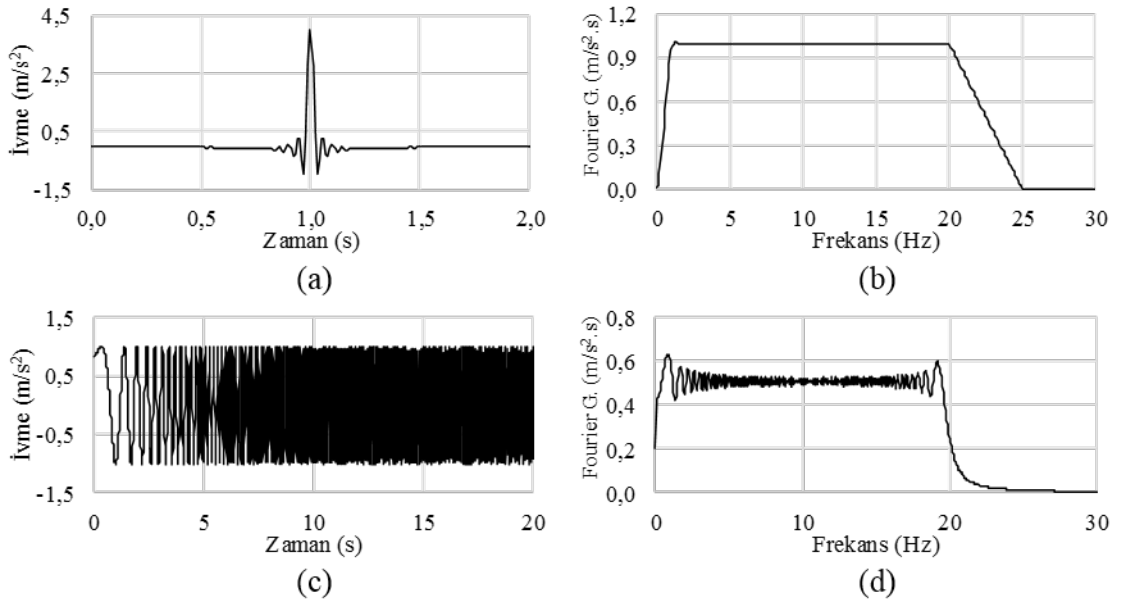 4,5
2,5
0,5
-1,5
İvme (m/s²)
0,0 0,5 1,0 1,5 2,0
Zaman (s)
(a)
1,2
0,9
0,6
0,3
0,0
Fourier G. (m/s².s)
0 5 10 15 20 25 30
Frekans (Hz)
(b)
1,5
0,5
-0,5
-1,5
İvme (m/s²)
0 5 10 15 20
Zaman (s)
(c)
0,8
0,6
0,4
0,2
0,0
Fourier G. (m/s².s)
0 10 20 30
Frekans (Hz)
(d)